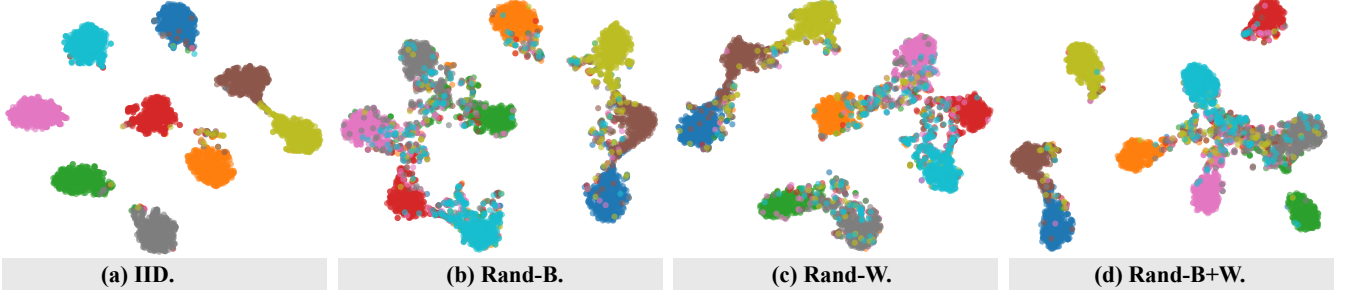 (a) IID.
(b) Rand-B.
(c) Rand-W.
(d) Rand-B+W.